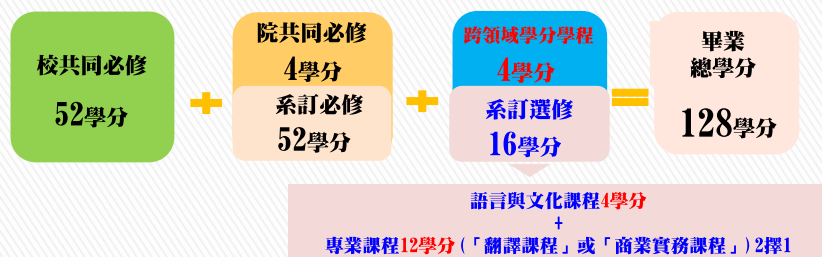 校共同必修
52學分
+
院共同必修
4學分
系訂必修
52學分
+
跨領域學分學程
4學分
系訂選修
16學分
=
畢業
總學分
128學分
語言與文化課程4學分
+
專業課程12學分 (「翻譯課程」或「商業實務課程」) 2擇1